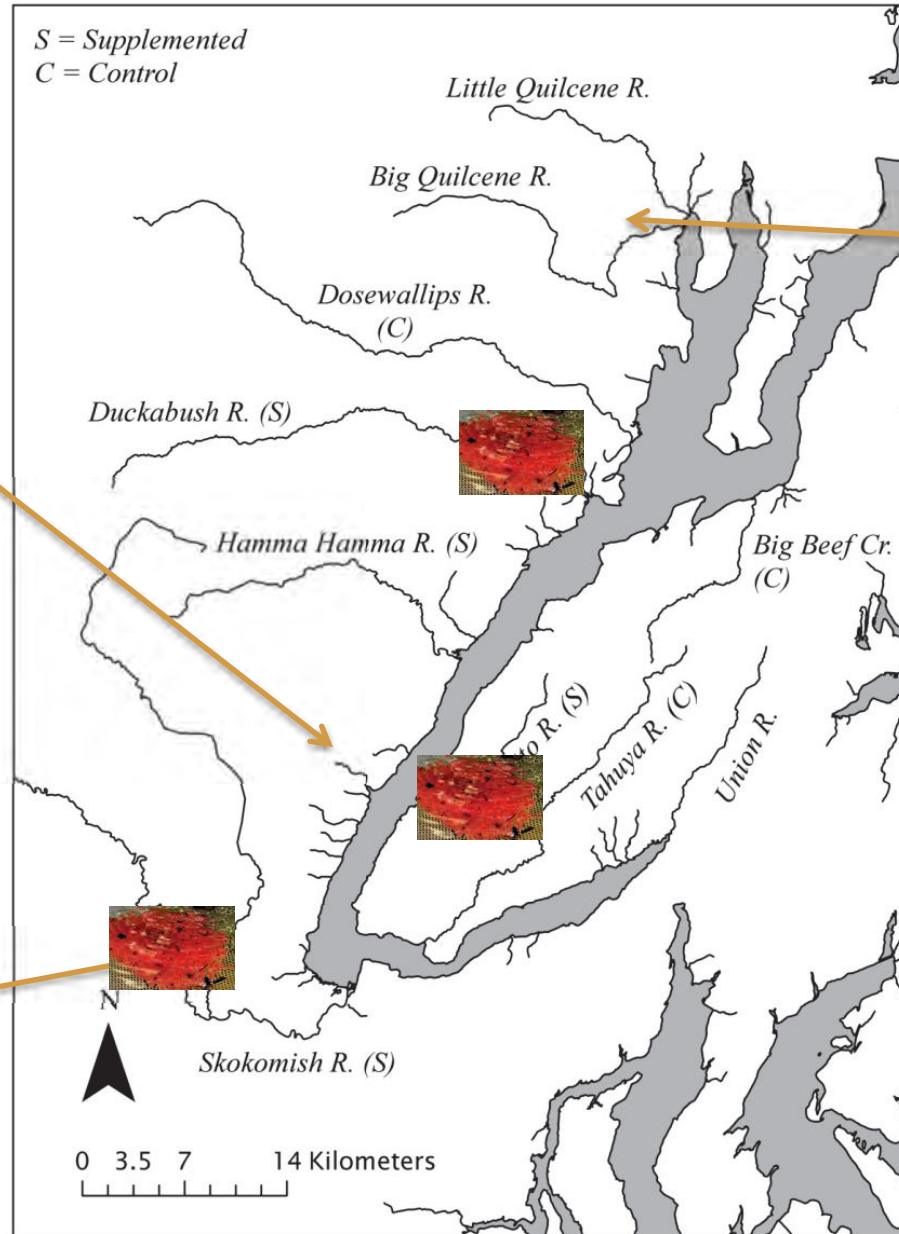 S = Supplemented
C = Control
Little Quilcene R.
Big Quilcene R.
Dosewallips R.
(C)
Duckabush R. (S)
Hamma Hamma R. (S)
Big Beef Cr.
(C)
R. (S)
Tahuya R. (C)
Union R.
N
Skokomish R. (S)
0 3.5 7 14 Kilometers